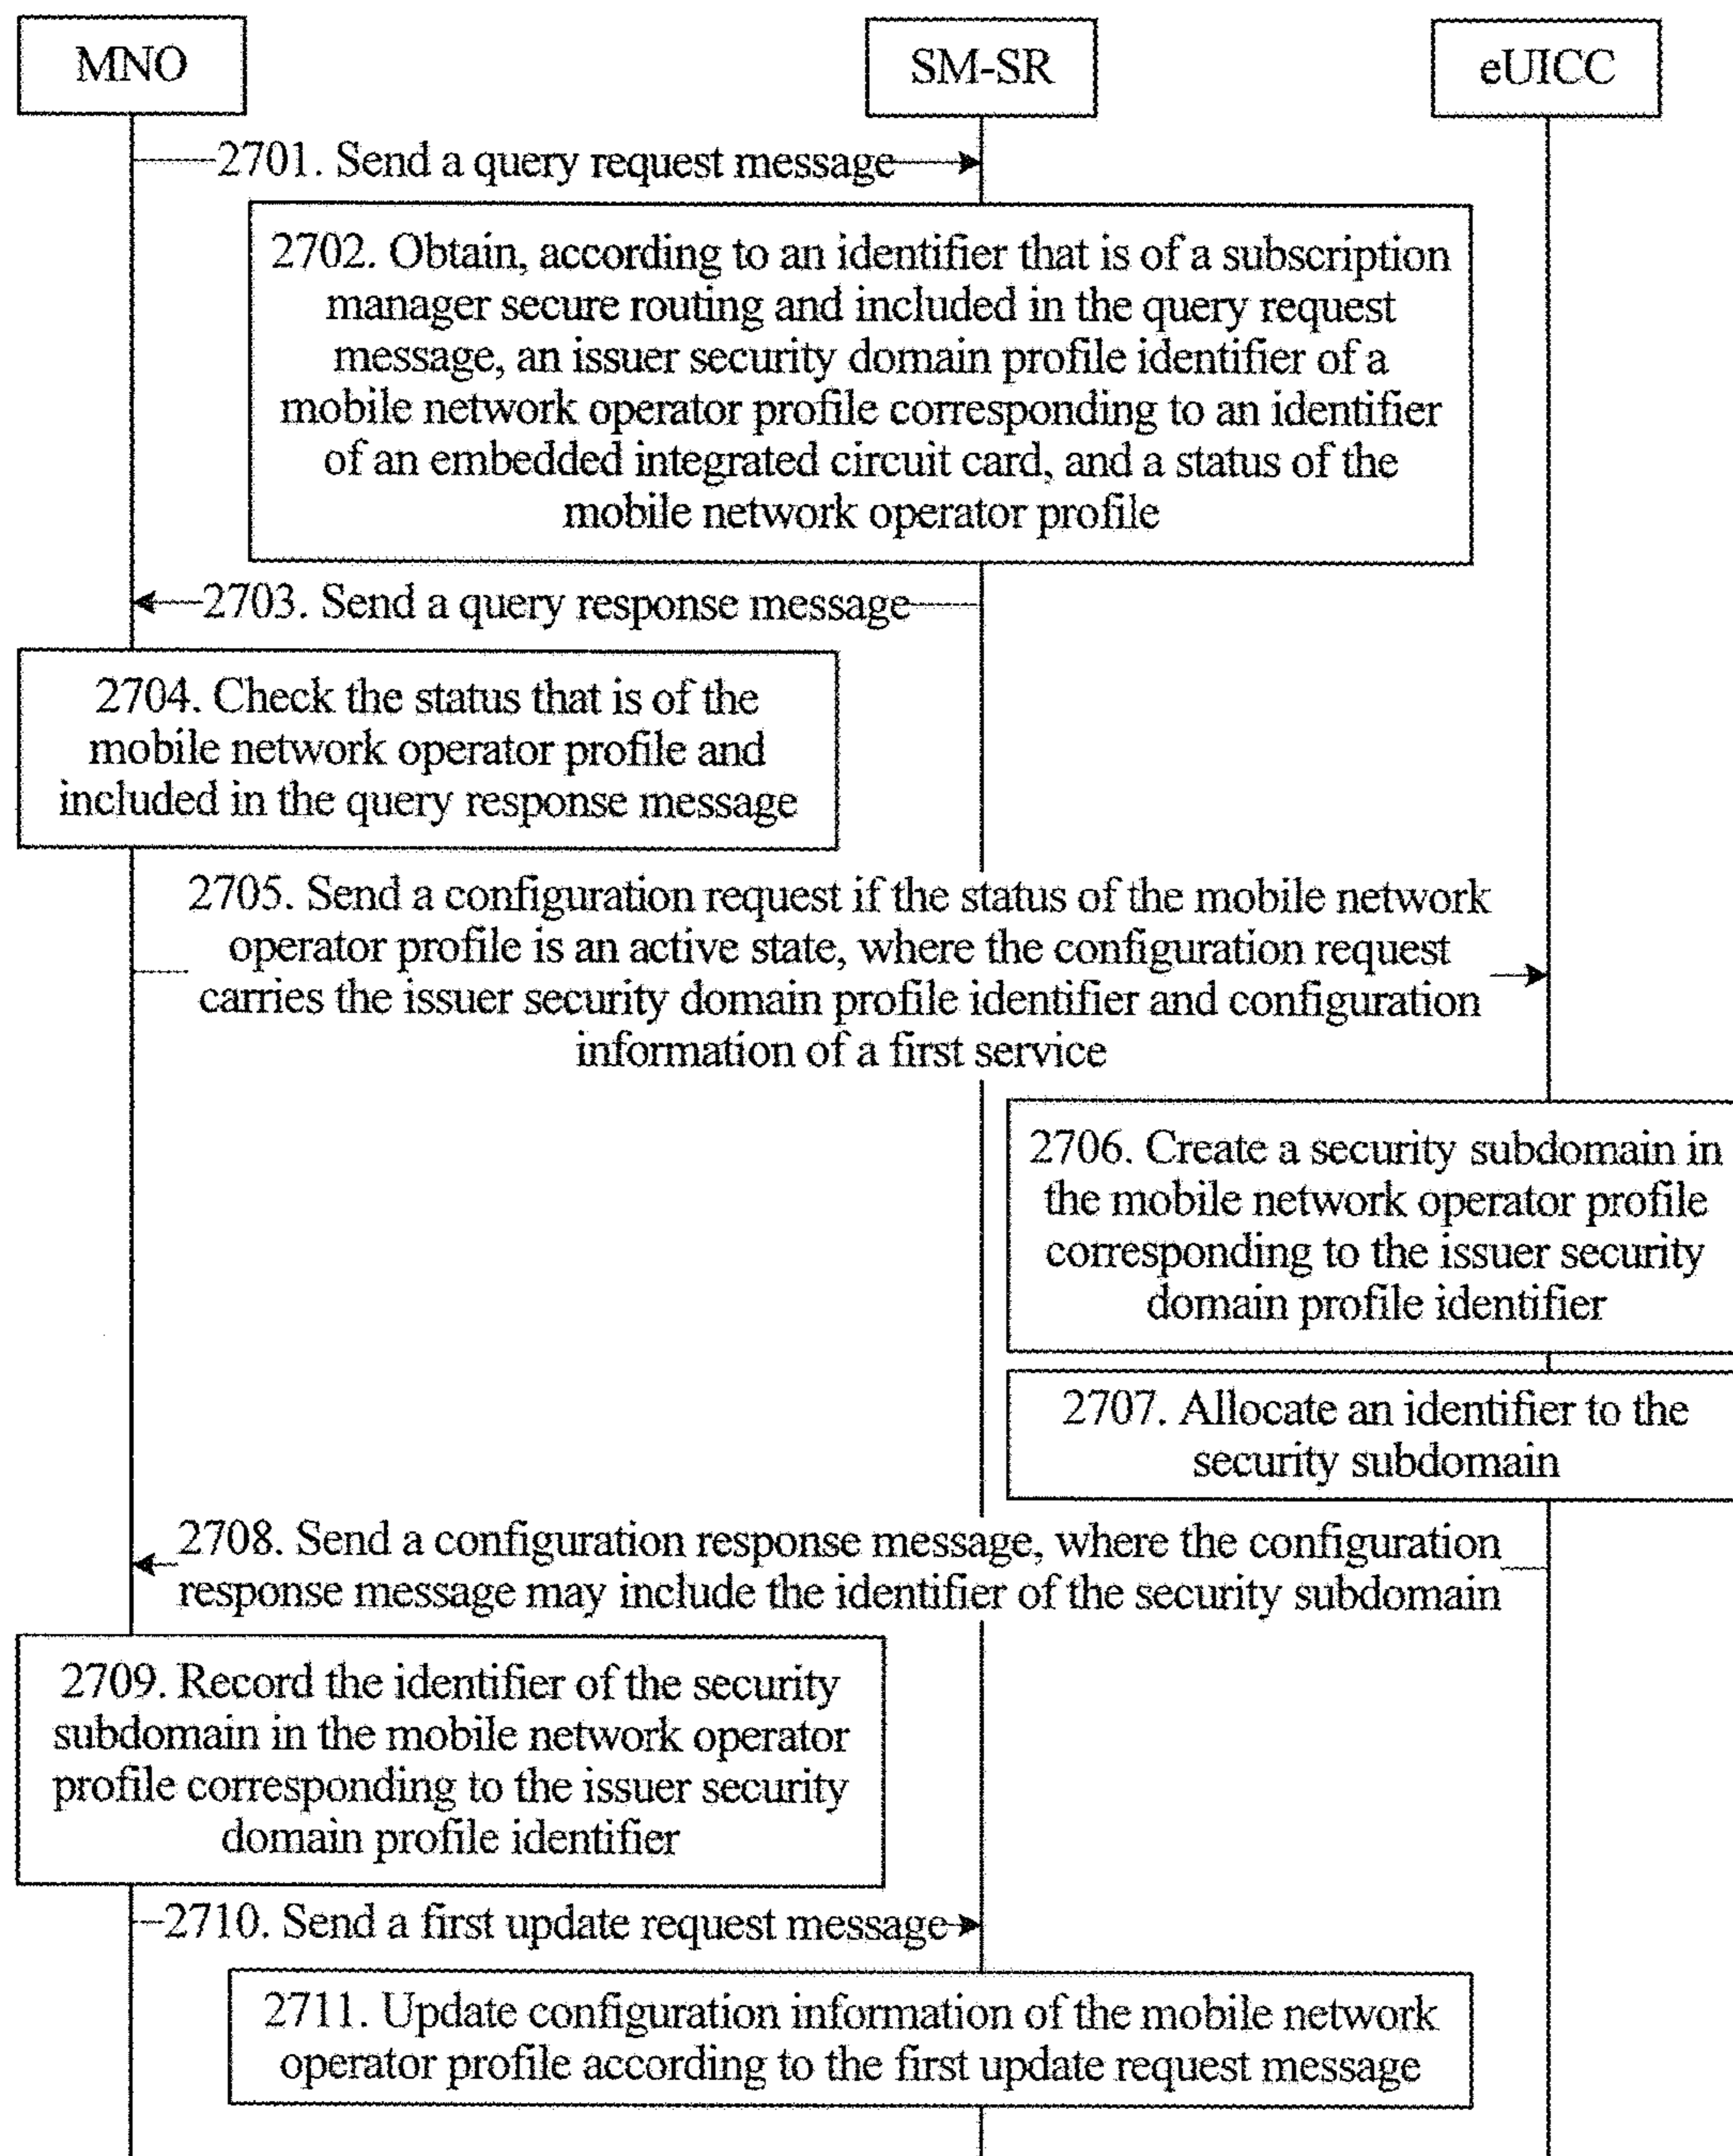 MNO
SM-SR
eUICC
2701. Send a query request message
2702. Obtain, according to an identifier that is of a subscription
manager secure routing and included in the query request
message, an issuer security domain profile identifier of a
mobile network operator profile corresponding to an identifier
of an embedded integrated circuit card, and a status of the
mobile network operator profile
2703. Send a query response message
2704. Check the status that is of the
mobile network operator profile and
included in the query response message
2705. Send a configuration request if the status of the mobile network
operator profile is an active state, where the configuration request
carries the issuer security domain profile identifier and configuration
information of a first service
2706. Create a security subdomain in
the mobile network operator profile
corresponding to the issuer security
domain profile identifier
2707. Allocate an identifier to the
security subdomain
2708. Send a configuration response message, where the configuration
response message may include the identifier of the security subdomain
2709. Record the identifier of the security
subdomain in the mobile network operator
profile corresponding to the issuer security
domain profile identifier
2710. Send a first update request message
2711. Update configuration information of the mobile network
operator profile according to the first update request message